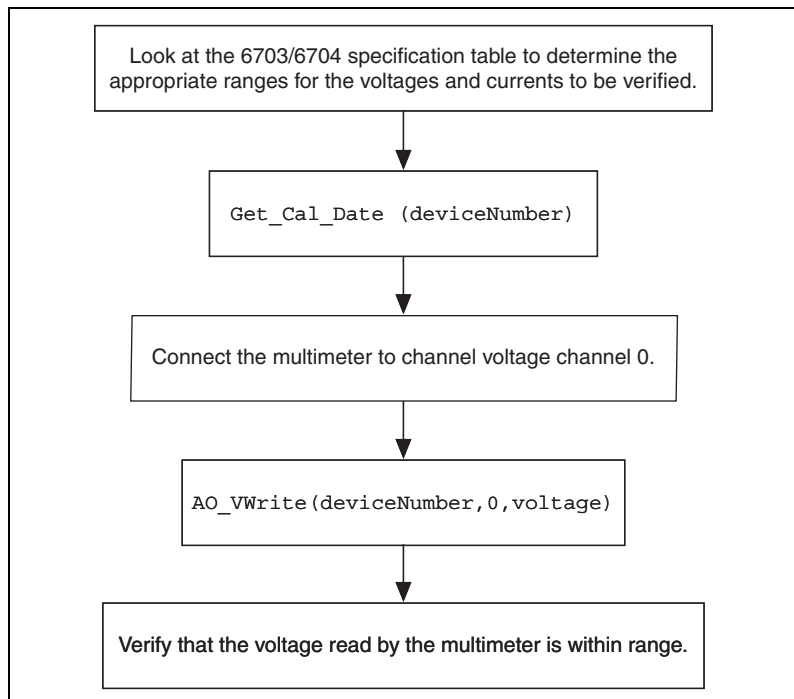 Look at the 6703/6704 specification table to determine the
appropriate ranges for the voltages and currents to be verified.
Get_Cal_Date (deviceNumber)
Connect the multimeter to channel voltage channel 0.
AO_VWrite(deviceNumber,0,voltage)
Verify that the voltage read by the multimeter is within range.